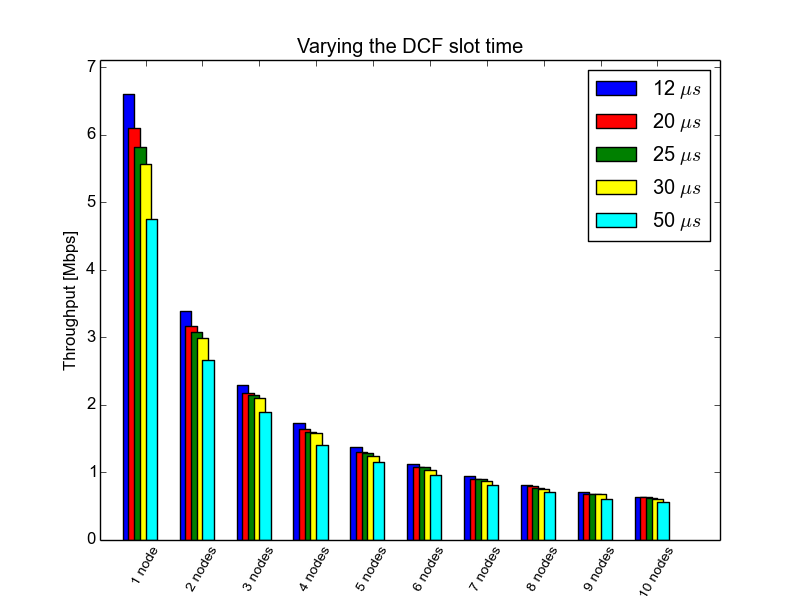 Varying the DCF slot time
12 μs
20 μs
25 μs
30 μs
50 μs
Throughput [Mbps]
7
6
5
4
3
2
1
0
1 node
2 nodes
3 nodes
4 nodes
5 nodes
6 nodes
7 nodes
8 nodes
9 nodes
10 nodes